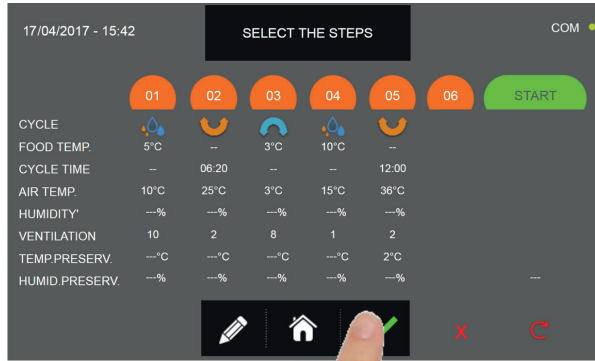 17/04/2017 - 15:42 SELECT THE STEPS COM
01 02 03 04 05 06 START
CYCLE
FOOD TEMP. 5°C -- 3°C 10°C --
CYCLE TIME -- 06:20 -- -- 12:00
AIR TEMP. 10°C 25°C 3°C 15°C 36°C
HUMIDITY' ---% ---% ---% ---% ---%
VENTILATION 10 2 8 1 2
TEMP.PRESERV. ---°C ---°C ---°C ---°C 2°C
HUMID.PRESERV. ---% ---% ---% ---% ---% ---
X